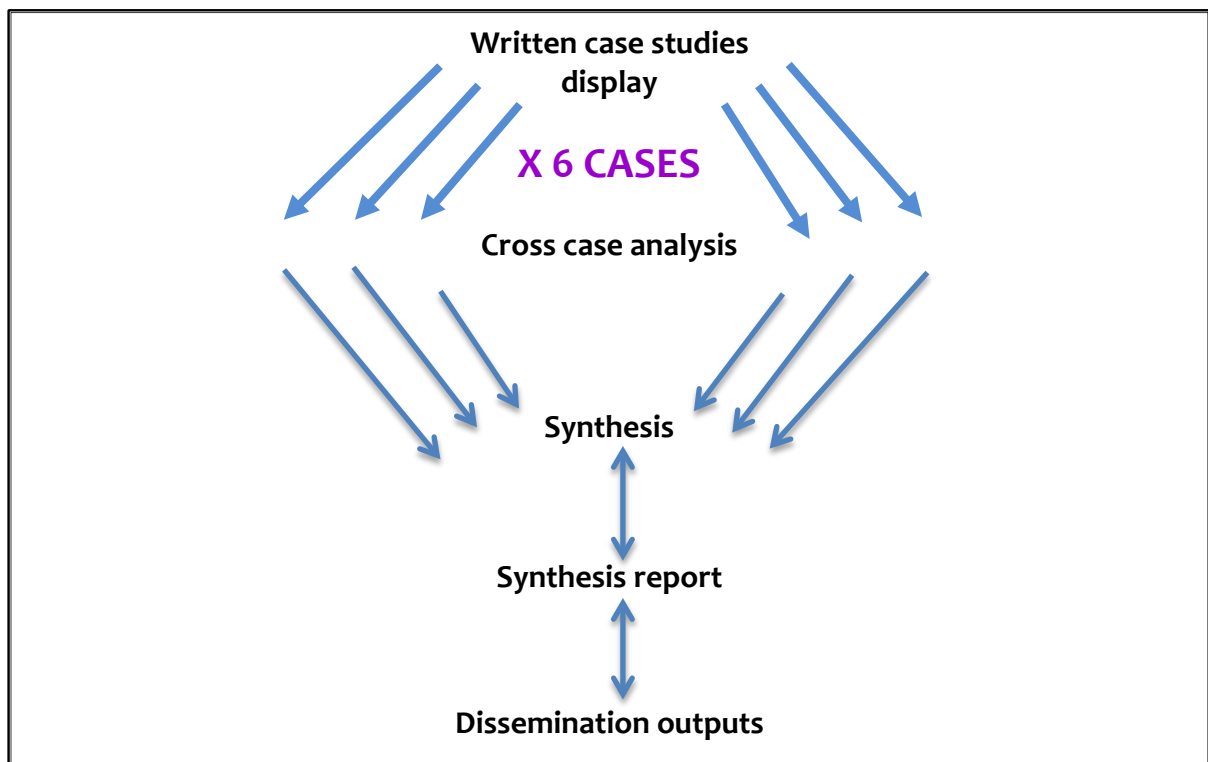 Written case studies
display
X 6 CASES
Cross case analysis
Synthesis
Synthesis report
Dissemination outputs